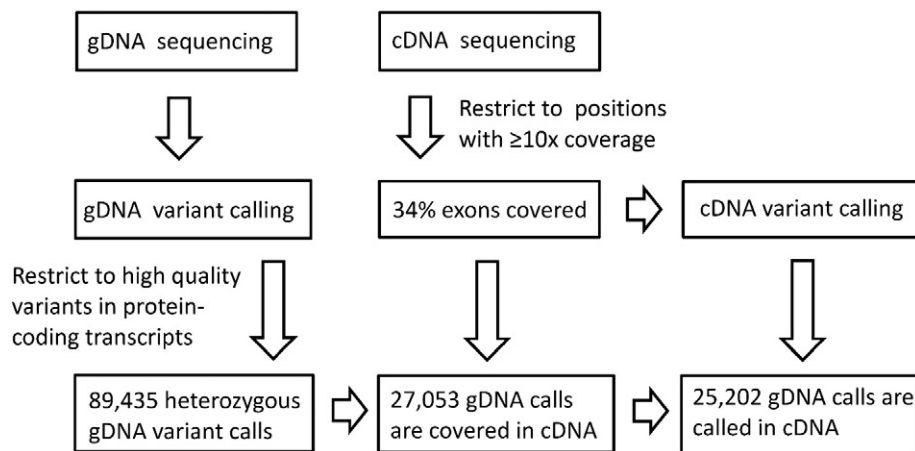 gDNA sequencing
cDNA sequencing
Restrict to positions
with ≥10x coverage
gDNA variant calling
34% exons covered
cDNA variant calling
Restrict to high quality
variants in protein-
coding transcripts
89,435 heterozygous
gDNA variant calls
27,053 gDNA calls
are covered in cDNA
25,202 gDNA calls are
called in cDNA